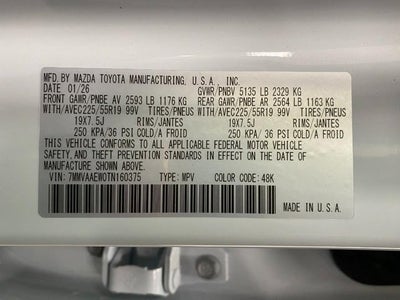 MFD. BY MAZDA TOYOTA MANUFACTURING, U.S.A., INC.
DATE 01/26 GVWR/PNBV 5135 LB 2329 KG
FRONT GAWR/PNBE AV 2593 LB 1176 KG REAR GAWR/PNBE AR 2564 LB 1163 KG
WITH/AVEC225/55R19 99V TIRES/PNEUS WITH/AVEC225/55R19 99V TIRES/PNEUS
19X7.5J RIMS/JANTES 19X7.5J RIMS/JANTES
250 KPA/36 PSI COLD/A FROID 250 KPA/36 PSI COLD/A FROID
THIS VEHICLE CONFORMS TO ALL APPLICABLE FEDERAL MOTOR VEHICLE
SAFETY, AND THEFT PREVENTION STANDARDS IN EFFECT ON THE DATE OF
MANUFACTURE SHOWN ABOVE.
VIN: 7MMVAAEW0TN160375 TYPE: MPV COLOR CODE: 48K
MADE IN U.S.A.